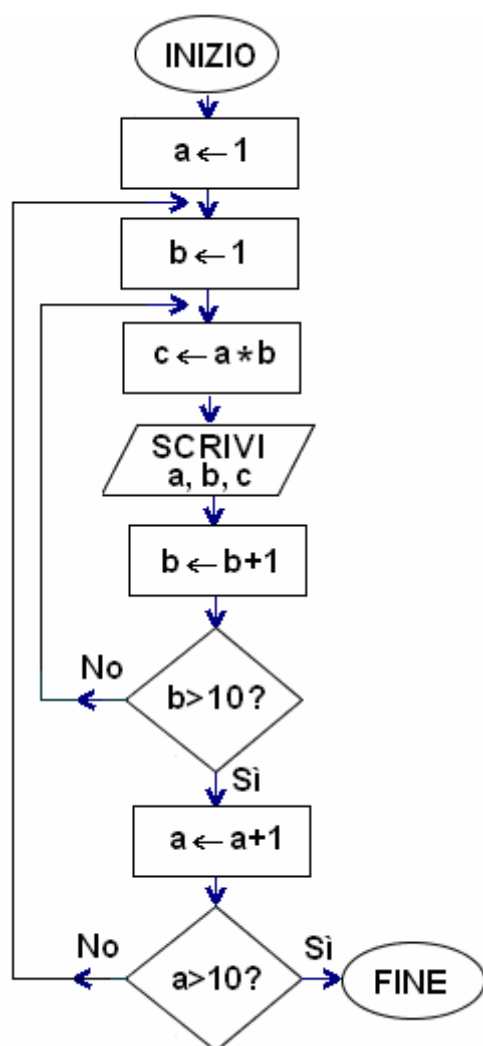 INIZIO
a ← 1
b ← 1
c ← a * b
SCRIVI
a, b, c
b ← b+1
No
b>10?
Sì
a ← a+1
No
a>10?
Sì
FINE